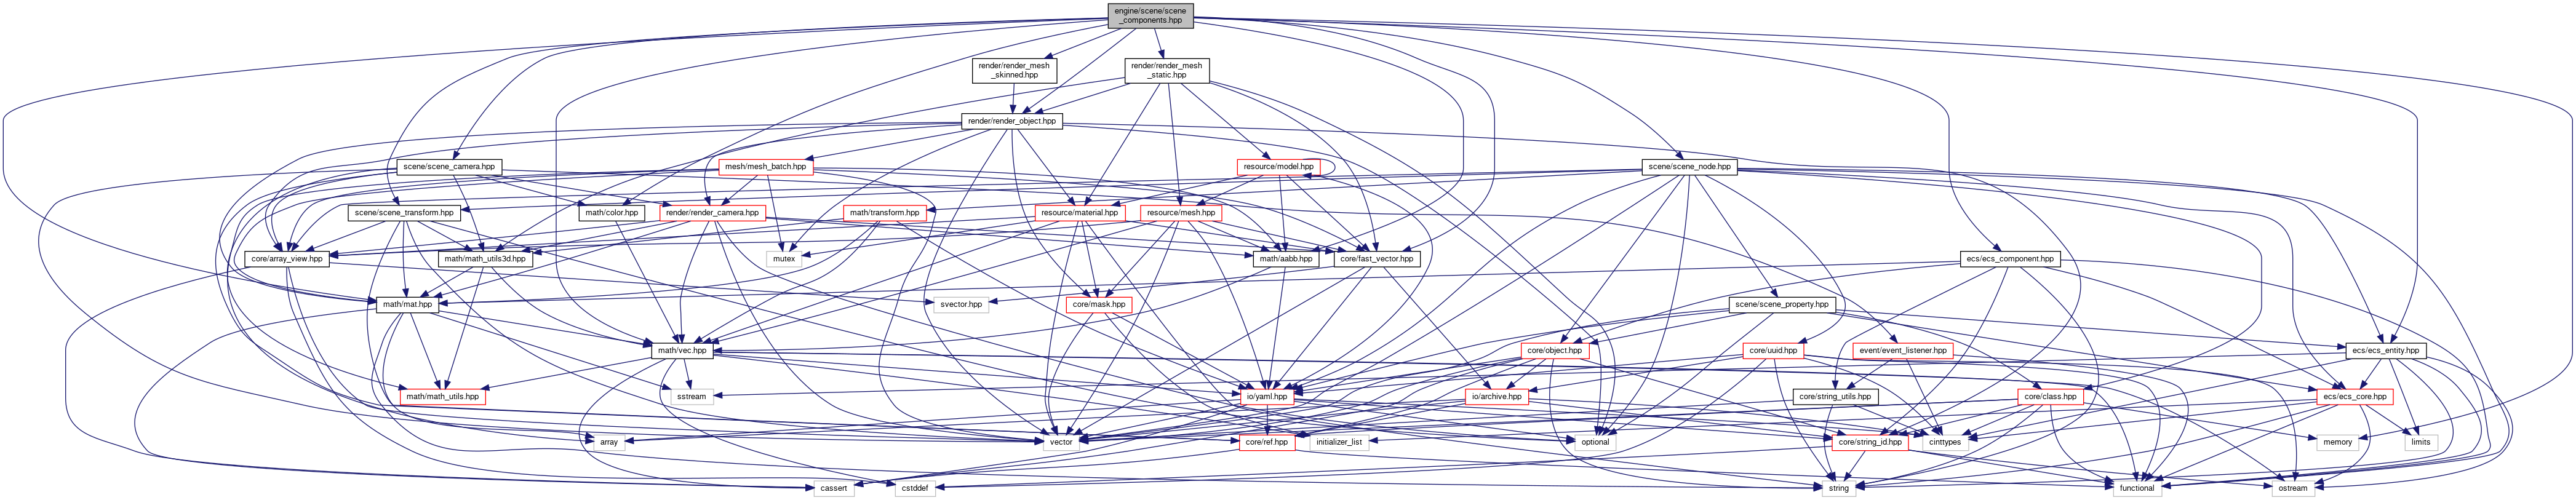 engine/scene/scene
_components.hpp
render/render_mesh
_skinned.hpp
render/render_mesh
_static.hpp
render/render_object.hpp
scene/scene_camera.hpp
mesh/mesh_batch.hpp
resource/model.hpp
scene/scene_node.hpp
scene/scene_transform.hpp
math/color.hpp
render/render_camera.hpp
math/transform.hpp
resource/material.hpp
resource/mesh.hpp
core/array_view.hpp
math/math_utils3d.hpp
mutex
math/aabb.hpp
core/fast_vector.hpp
ecs/ecs_component.hpp
math/mat.hpp
svector.hpp
core/mask.hpp
scene/scene_property.hpp
math/vec.hpp
core/object.hpp
core/uuid.hpp
event/event_listener.hpp
ecs/ecs_entity.hpp
math/math_utils.hpp
sstream
io/yaml.hpp
io/archive.hpp
core/string_utils.hpp
core/class.hpp
ecs/ecs_core.hpp
array
vector
core/ref.hpp
initializer_list
optional
core/string_id.hpp
cinttypes
memory
limits
cassert
cstddef
string
functional
ostream